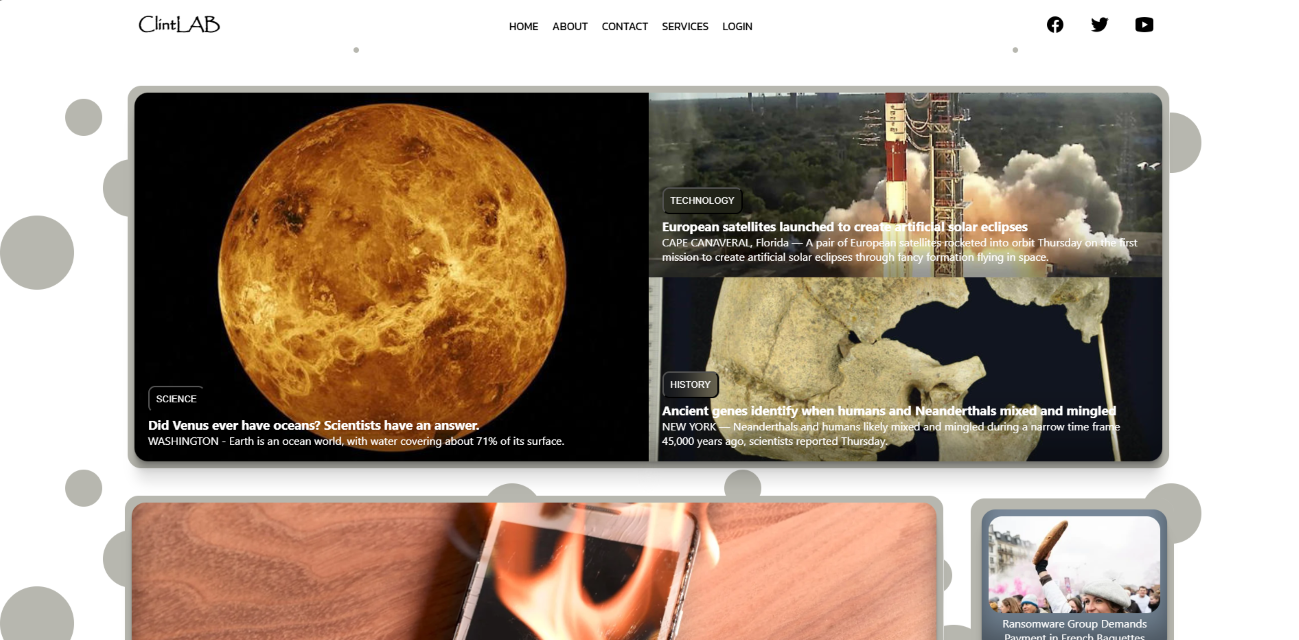 ClintLAB
HOME ABOUT CONTACT SERVICES LOGIN
SCIENCE
Did Venus ever have oceans? Scientists have an answer.
WASHINGTON - Earth is an ocean world, with water covering about 71% of its surface.
TECHNOLOGY
European satellites launched to create artificial solar eclipses
CAPE CANAVERAL, Florida — A pair of European satellites rocketed into orbit Thursday on the first
mission to create artificial solar eclipses through fancy formation flying in space.
HISTORY
Ancient genes identify when humans and Neanderthals mixed and mingled
NEW YORK — Neanderthals and humans likely mixed and mingled during a narrow time frame
45,000 years ago, scientists reported Thursday.
Ransomware Group Demands
Payment in French Baguettes